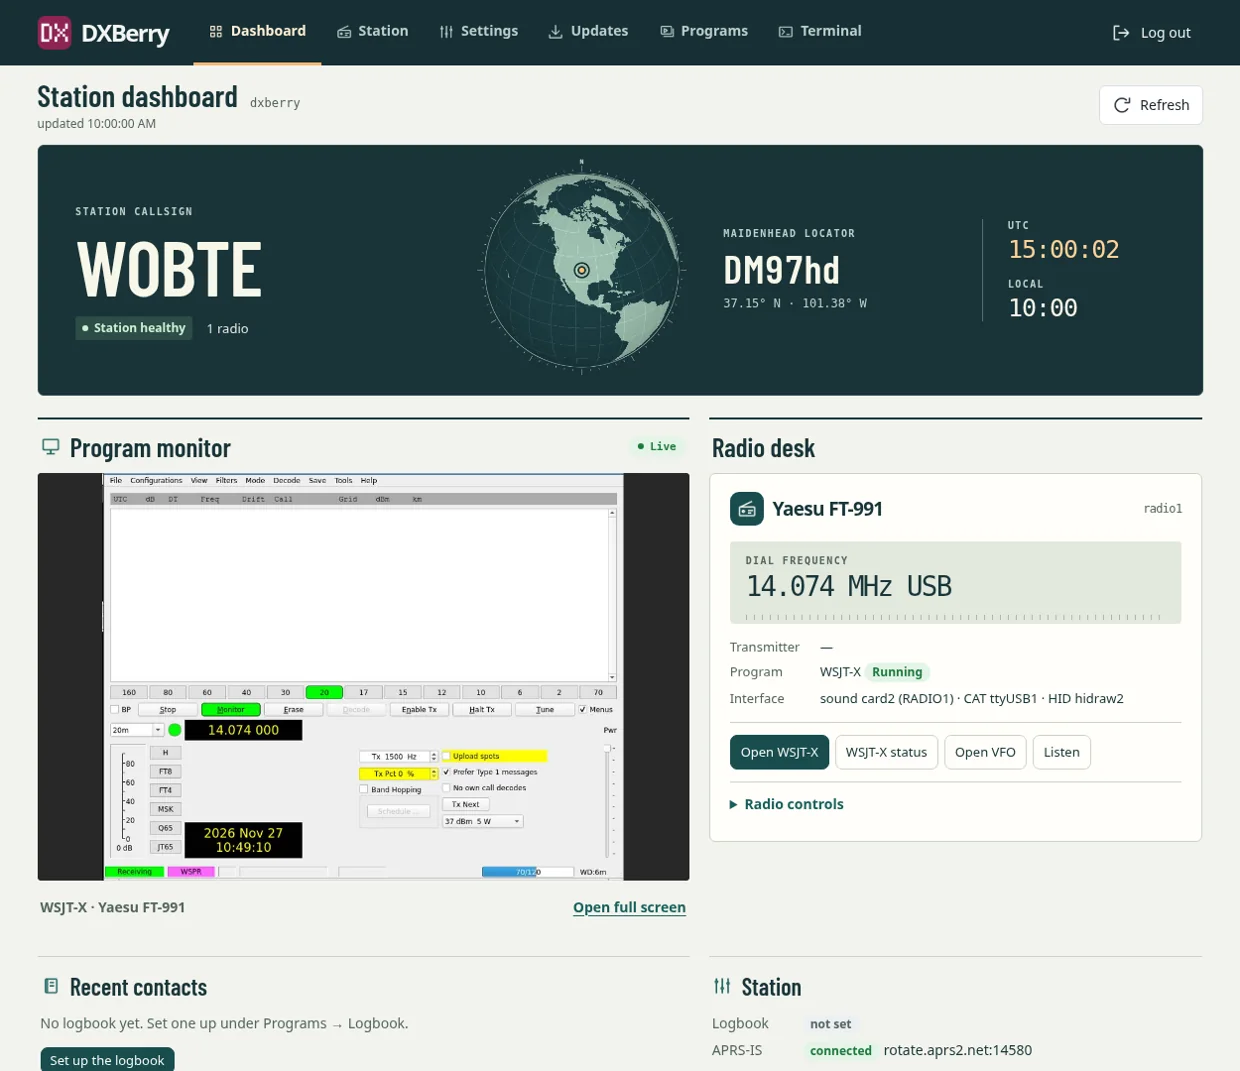 DX DXBerry Dashboard Station Settings Updates Programs Terminal Log out
Station dashboard dxberry
updated 10:00:00 AM
Refresh
STATION CALLSIGN
W0BTE
Station healthy 1 radio
N
MAIDENHEAD LOCATOR
DM97hd
37.15° N · 101.38° W
UTC
15:00:02
LOCAL
10:00
Program monitor
Live
File Configurations View Filters Mode Decode Save Tools Help
UTC dB DT Freq Drift Call Grid dBm km
160 80 60 40 30 20 17 15 12 10 6 2 70
BP Stop Monitor Erase Decode Enable Tx Halt Tx Tune Menus
20m 14.074 000 Pwr
80
60
40
20
0
0 dB
H
FT8
FT4
MSK
Q65
JT65
2026 Nov 27
10:49:10
Tx 1500 Hz Upload spots
Tx Pct 0 % Prefer Type 1 messages
Band Hopping No own call decodes
Schedule ... Tx Next
37 dBm 5 W
Receiving WSPR 70/120 WD:6m
WSJT-X · Yaesu FT-991
Open full screen
Radio desk
Yaesu FT-991 radio1
DIAL FREQUENCY
14.074 MHz USB
Transmitter —
Program WSJT-X Running
Interface sound card2 (RADIO1) · CAT ttyUSB1 · HID hidraw2
Open WSJT-X WSJT-X status Open VFO Listen
Radio controls
Recent contacts
No logbook yet. Set one up under Programs → Logbook.
Set up the logbook
Station
Logbook not set
APRS-IS connected rotate.aprs2.net:14580